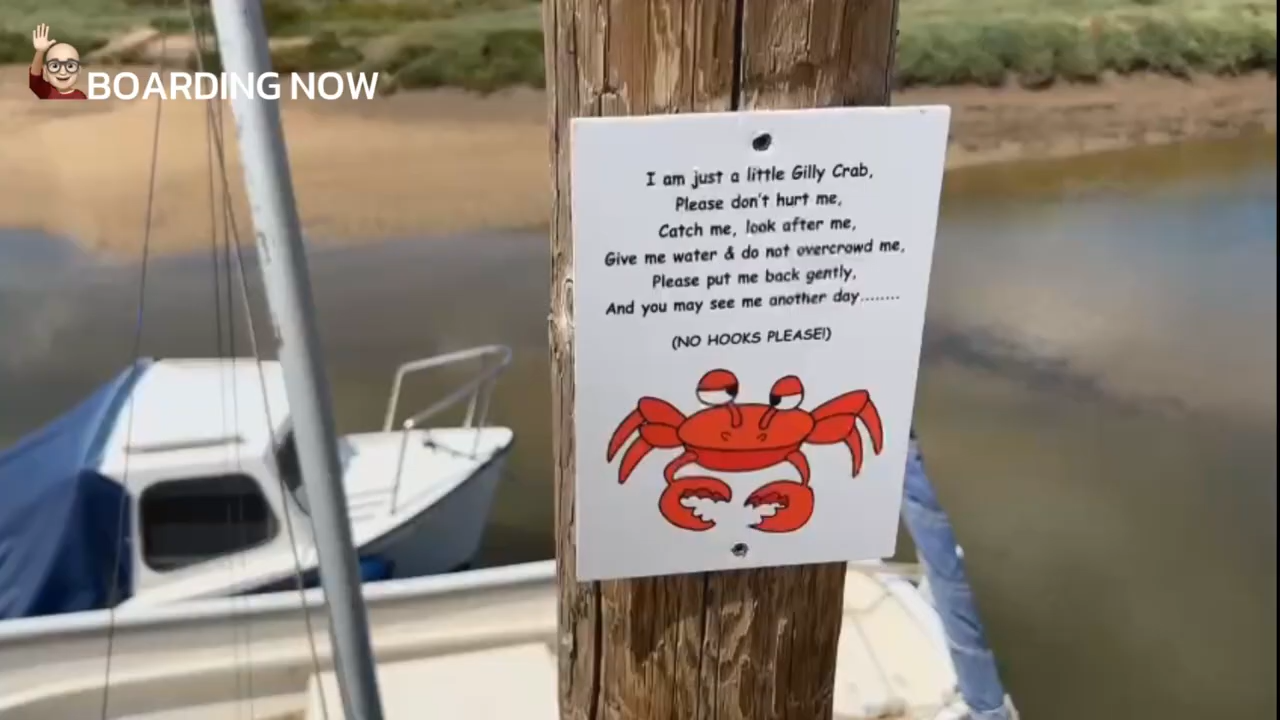 BOARDING NOW
I am just a little Gilly Crab,
Please don't hurt me,
Catch me, look after me,
Give me water & do not overcrowd me,
Please put me back gently,
And you may see me another day........
(NO HOOKS PLEASE!)